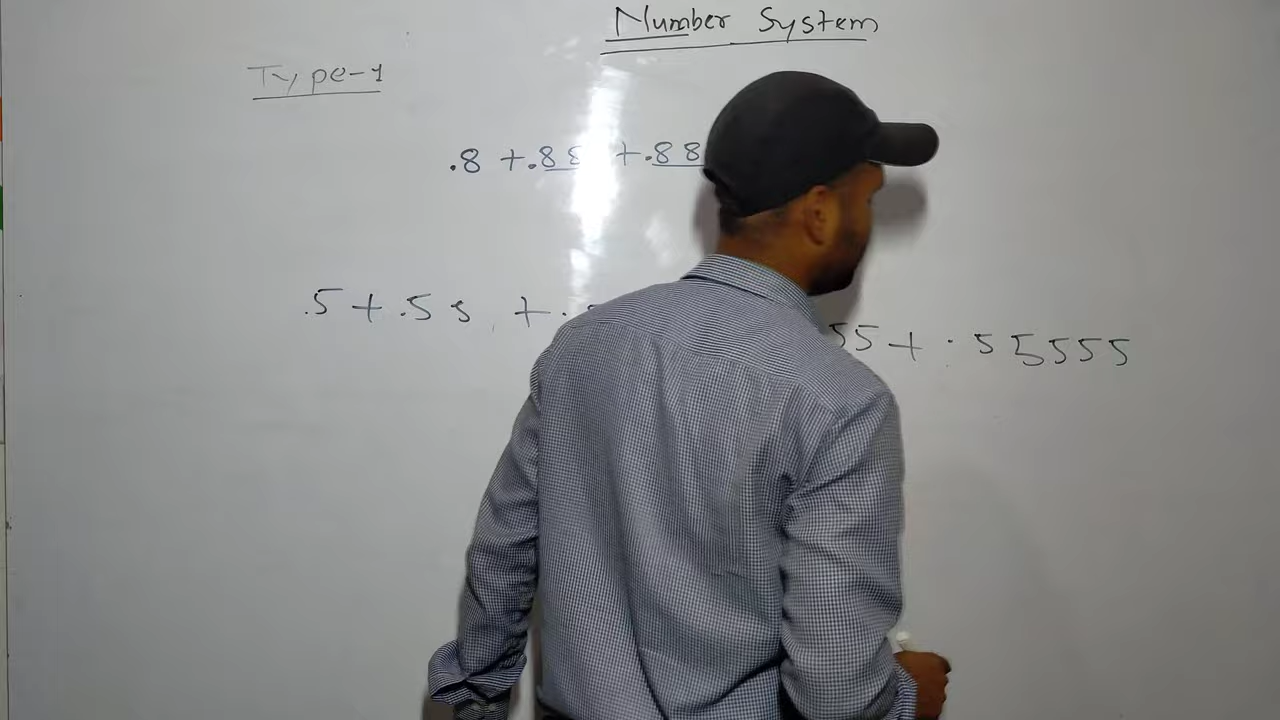 Number System
Type-1
.8 + .88 + .88
.5 + .55 + . 55 + .55555